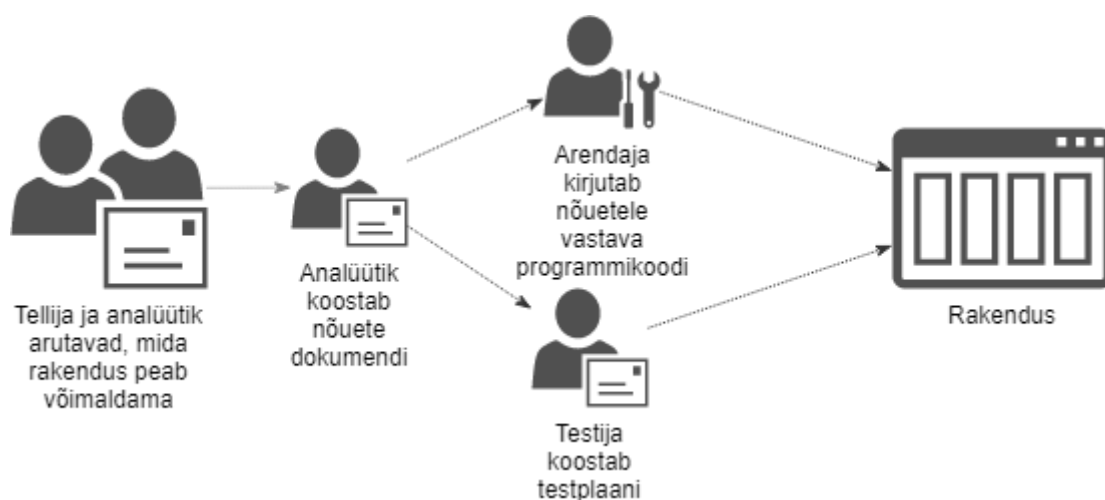 Tellija ja analüütik
arutavad, mida
rakendus peab
võimaldama
Analüütik
koostab
nõuete
dokumendi
Arendaja
kirjutab
nõuetele
vastava
programmikoodi
Testija
koostab
testplaani
Rakendus